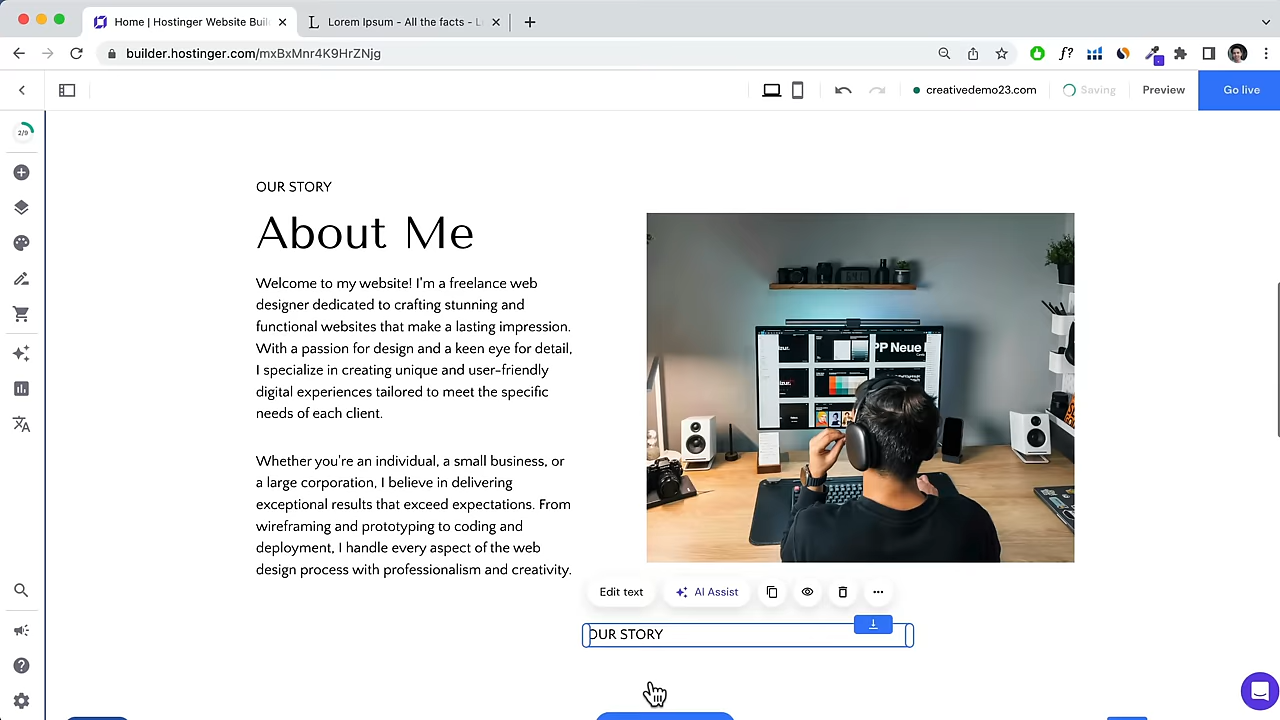 Home | Hostinger Website Buil
Lorem Ipsum - All the facts - L
builder.hostinger.com/mxBxMnr4K9HrZNjg
f?
creativedemo23.com
Saving
Preview
Go live
2/9
OUR STORY
About Me
Welcome to my website! I'm a freelance web
designer dedicated to crafting stunning and
functional websites that make a lasting impression.
With a passion for design and a keen eye for detail,
I specialize in creating unique and user-friendly
digital experiences tailored to meet the specific
needs of each client.
Whether you're an individual, a small business, or
a large corporation, I believe in delivering
exceptional results that exceed expectations. From
wireframing and prototyping to coding and
deployment, I handle every aspect of the web
design process with professionalism and creativity.
PP Neue
Edit text
AI Assist
OUR STORY